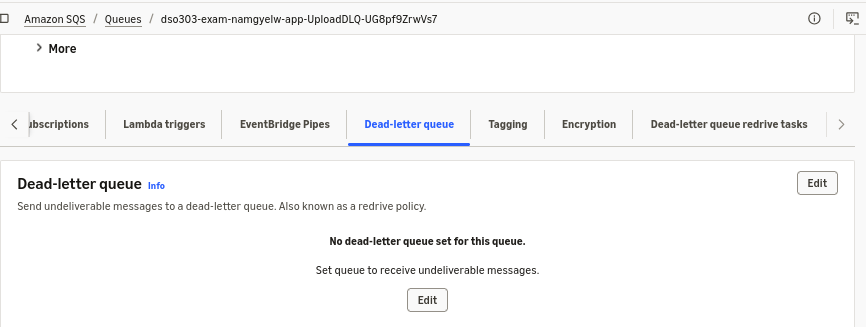 Amazon SQS / Queues / dso303-exam-namgyelw-app-UploadDLQ-UG8pf9ZrwVs7
More
ubscriptions Lambda triggers EventBridge Pipes Dead-letter queue Tagging Encryption Dead-letter queue redrive tasks
Dead-letter queue Info Edit
Send undeliverable messages to a dead-letter queue. Also known as a redrive policy.
No dead-letter queue set for this queue.
Set queue to receive undeliverable messages.
Edit